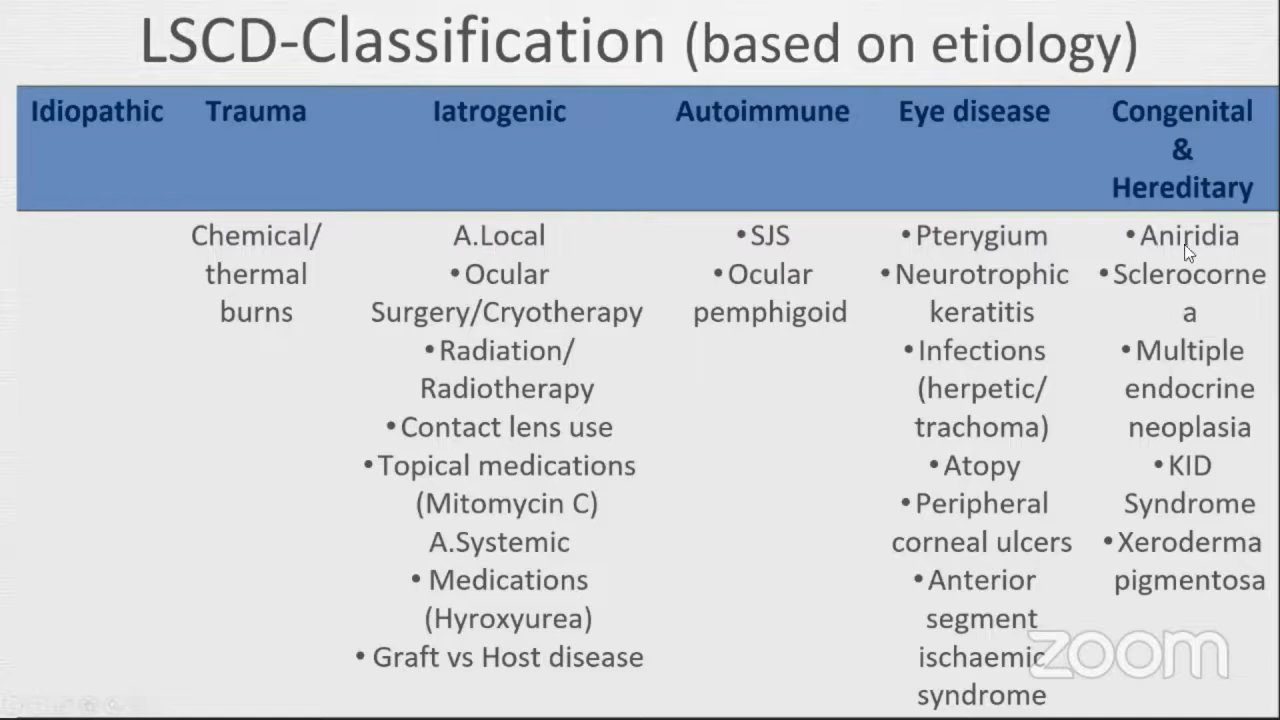 LSCD-Classification (based on etiology)
Idiopathic
Trauma
Chemical/
thermal
burns
Iatrogenic
A.Local
•Ocular
Surgery/Cryotherapy
•Radiation/
Radiotherapy
•Contact lens use
•Topical medications
(Mitomycin C)
A.Systemic
• Medications
(Hyroxyurea)
• Graft vs Host disease
Autoimmune
•SJS
•Ocular
pemphigoid
Eye disease
•Pterygium
•Neurotrophic
keratitis
•Infections
(herpetic/
trachoma)
•Atopy
•Peripheral
corneal ulcers
•Anterior
segment
ischaemic
syndrome
Congenital
&
Hereditary
•Aniridia
•Sclerocorne
a
•Multiple
endocrine
neoplasia
•KID
Syndrome
•Xeroderma
pigmentosa
zoom